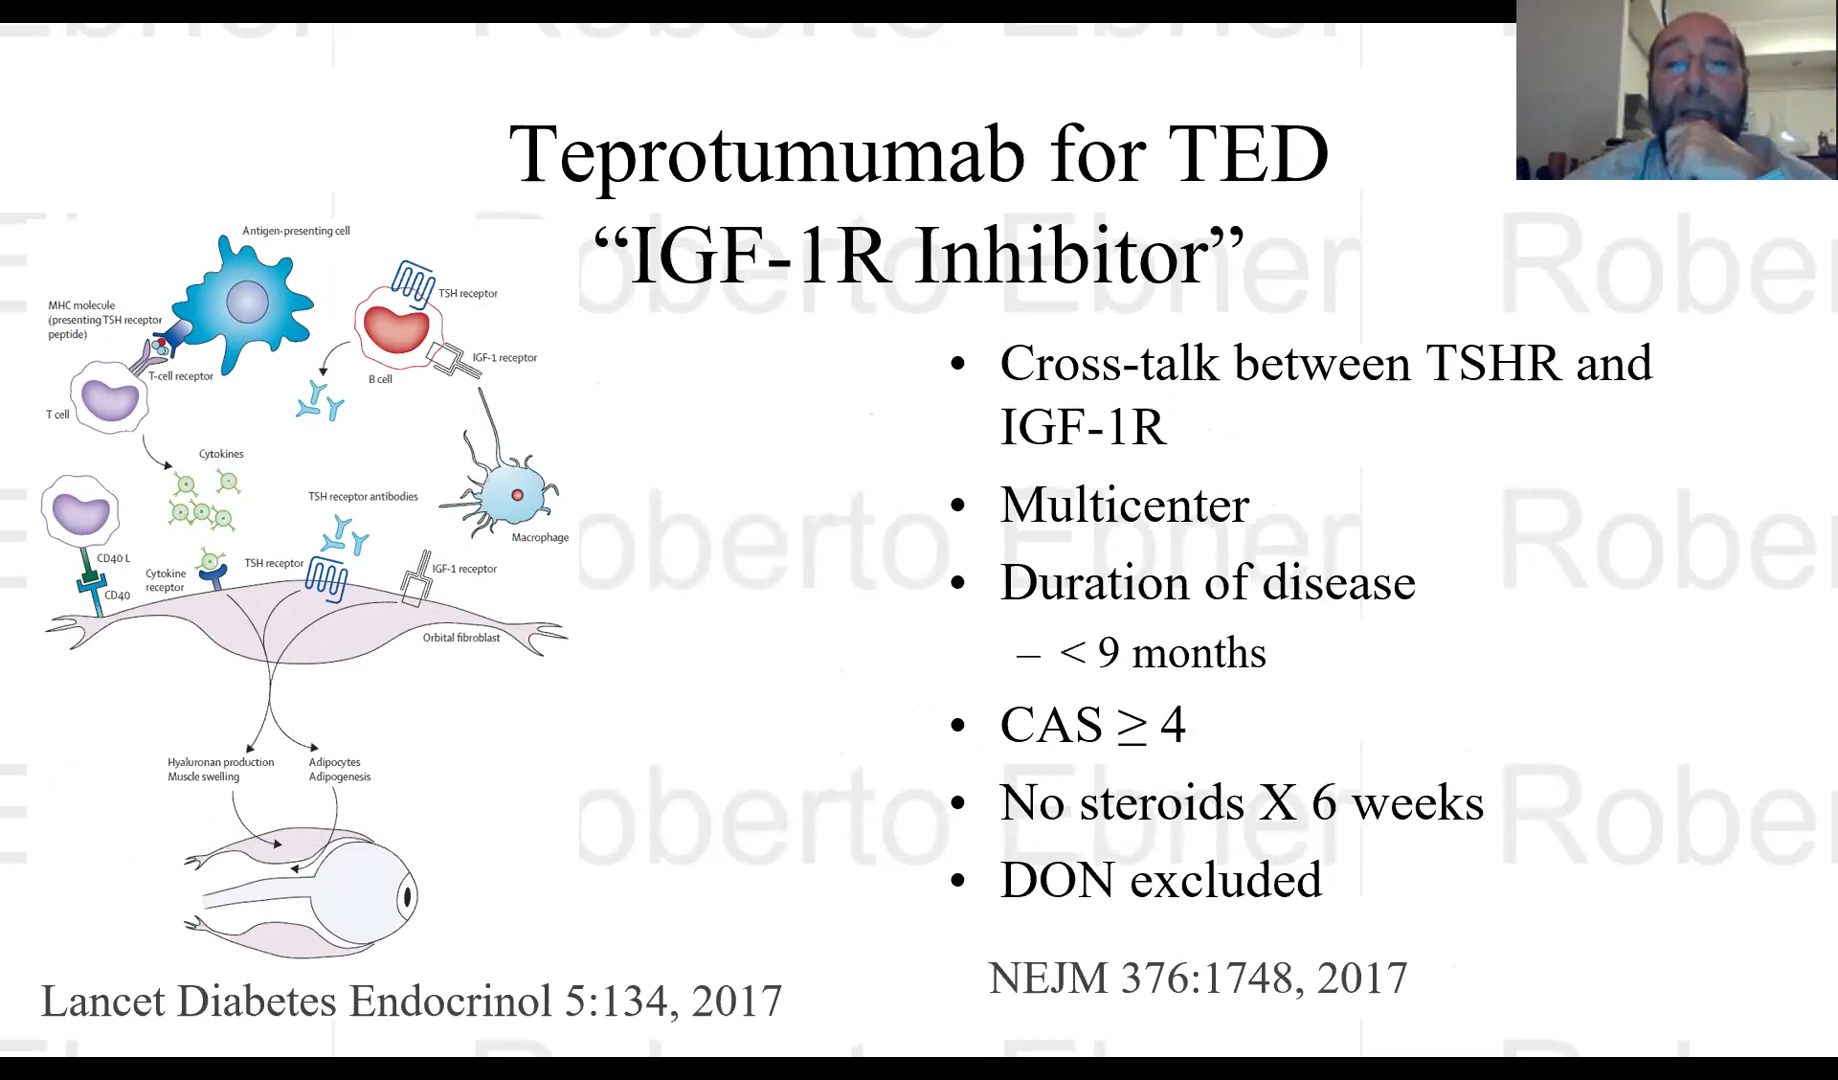 Teprotumumab for TED
“IGF-1R Inhibitor”
Antigen-presenting cell
TSH receptor
MHC molecule
(presenting TSH receptor
peptide)
IGF-1 receptor
T-cell receptor
B cell
T cell
Cytokines
TSH receptor antibodies
Macrophage
CD40 L
Cytokine
receptor
TSH receptor
IGF-1 receptor
CD40
Orbital fibroblast
Hyaluronan production
Muscle swelling
Adipocytes
Adipogenesis
Lancet Diabetes Endocrinol 5:134, 2017
• Cross-talk between TSHR and
IGF-1R
• Multicenter
• Duration of disease
– < 9 months
• CAS ≥ 4
• No steroids X 6 weeks
• DON excluded
NEJM 376:1748, 2017
Roberto Ebner